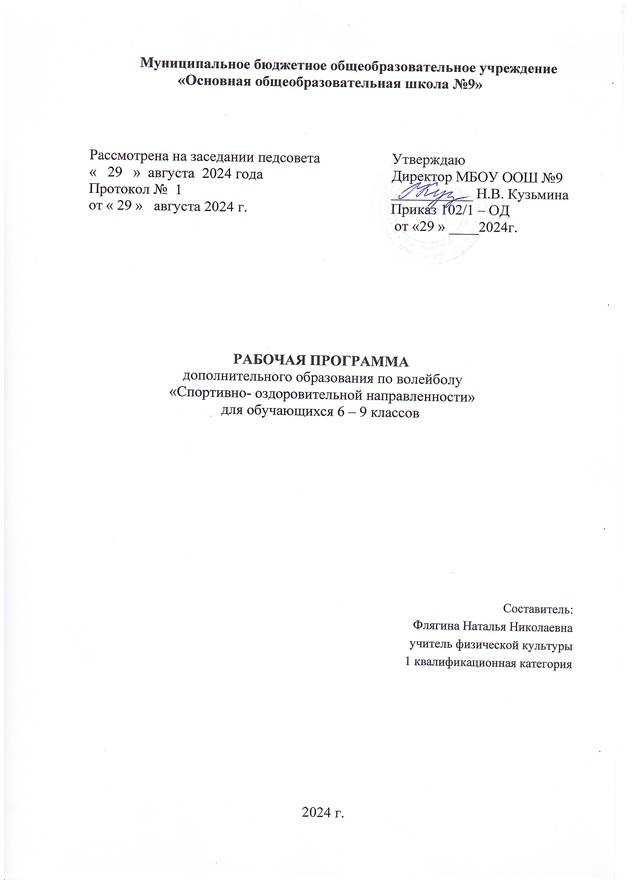 Муниципальное бюджетное общеобразовательное учреждение
«Основная общеобразовательная школа №9»
Рассмотрена на заседании педсовета
« 29 » августа 2024 года
Протокол № 1
от « 29 » августа 2024 г.
Утверждаю
Директор МБОУ ООШ №9
___________ Н.В. Кузьмина
Приказ 102/1 – ОД
от «29 » ____2024г.
РАБОЧАЯ ПРОГРАММА
дополнительного образования по волейболу
«Спортивно- оздоровительной направленности»
для обучающихся 6 – 9 классов
Составитель:
Флягина Наталья Николаевна
учитель физической культуры
1 квалификационная категория
2024 г.